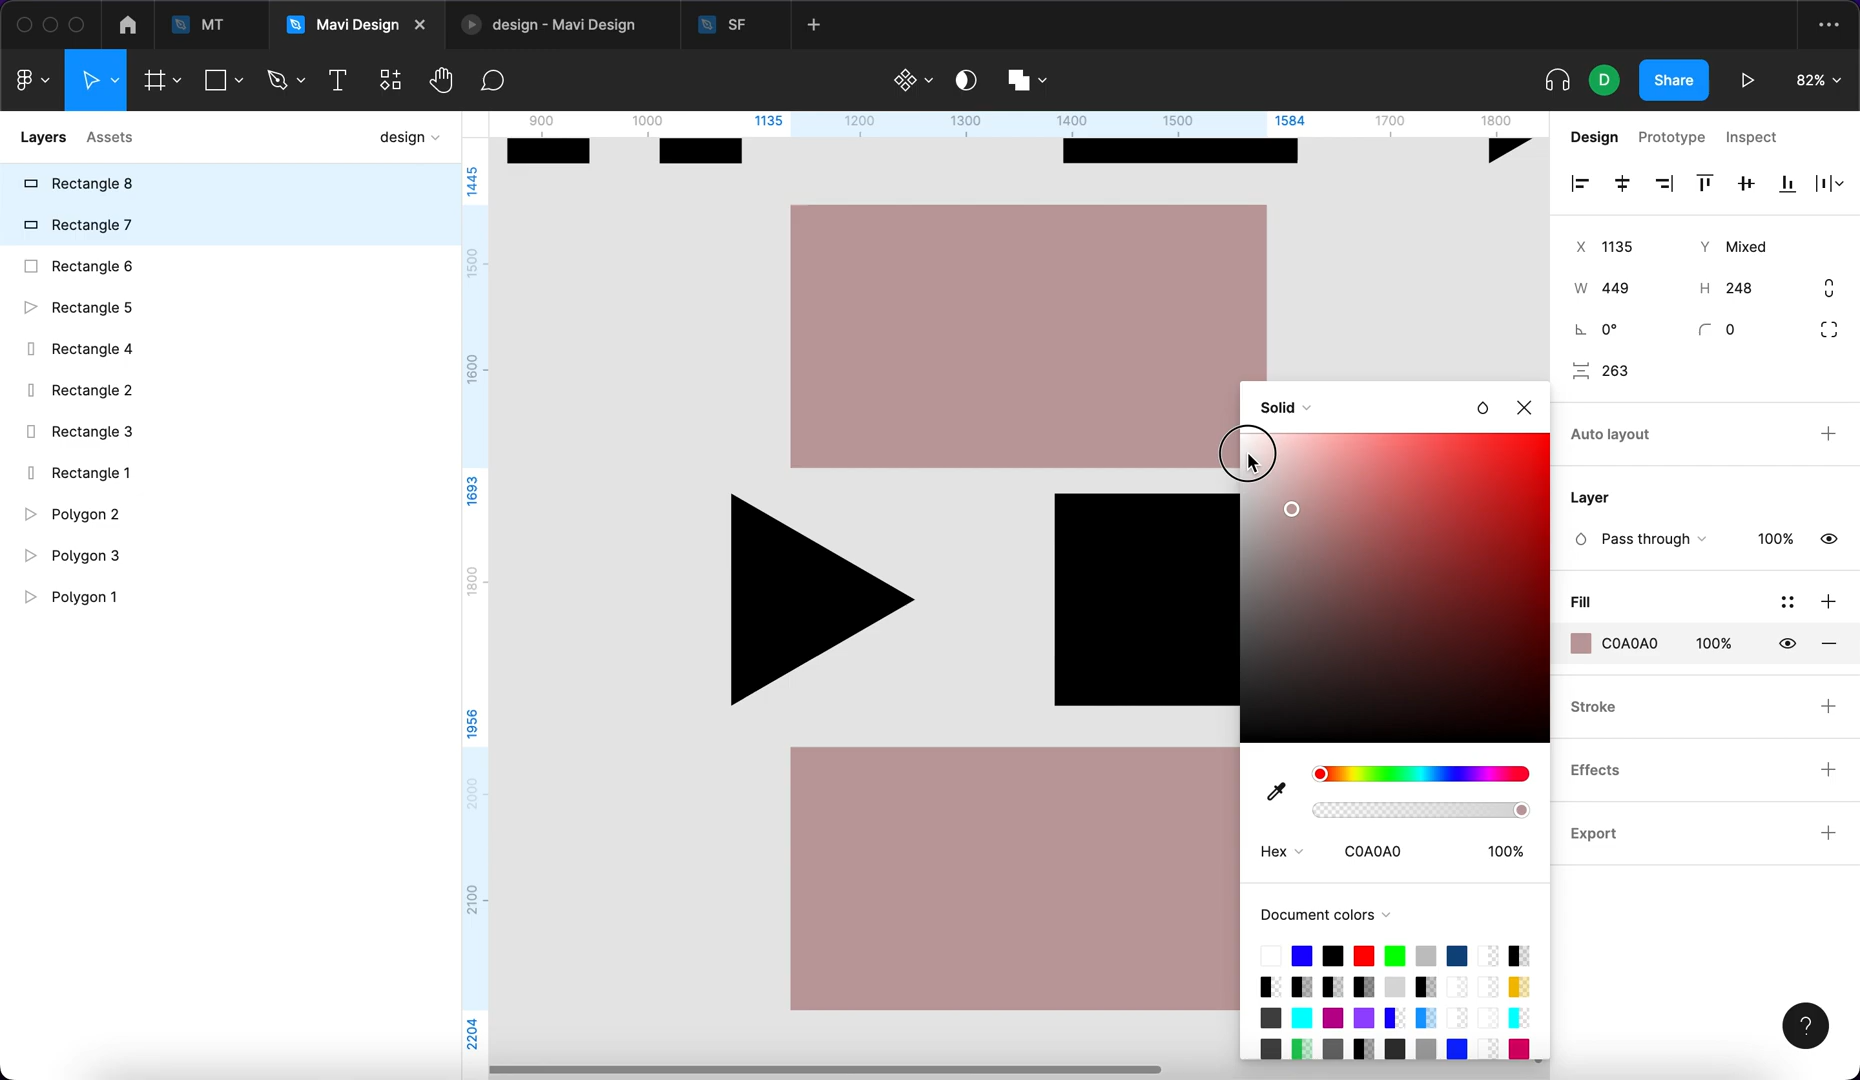 MT
Mavi Design
design - Mavi Design
SF
D
Share
82%
Layers
Assets
design
900
1000
1135
1200
1300
1400
1500
1584
1700
1800
Design
Prototype
Inspect
Rectangle 8
Rectangle 7
Rectangle 6
Rectangle 5
Rectangle 4
Rectangle 2
Rectangle 3
Rectangle 1
Polygon 2
Polygon 3
Polygon 1
1445
1500
1600
1693
1800
1956
2000
2100
2204
Solid
Hex
C0A0A0
100%
Document colors
X 1135
Y Mixed
W 449
H 248
0°
0
263
Auto layout
Layer
Pass through
100%
Fill
C0A0A0
100%
Stroke
Effects
Export
?